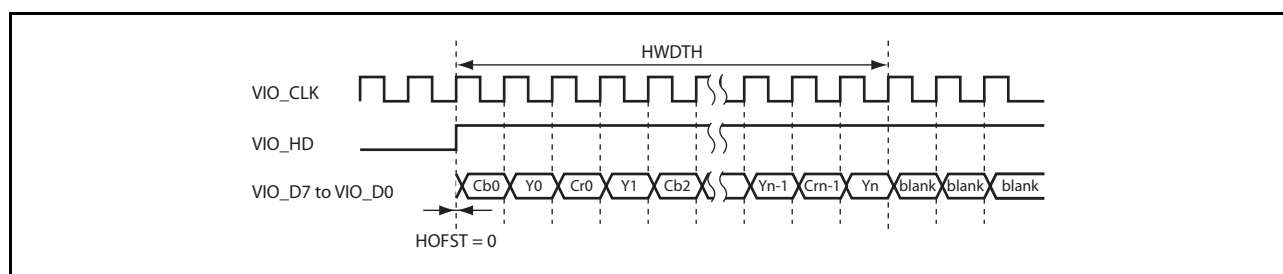 HWDTH
VIO_CLK
VIO_HD
VIO_D7 to VIO_D0 Cb0 Y0 Cr0 Y1 Cb2 Yn-1 Crn-1 Yn blank blank blank
HOFST = 0